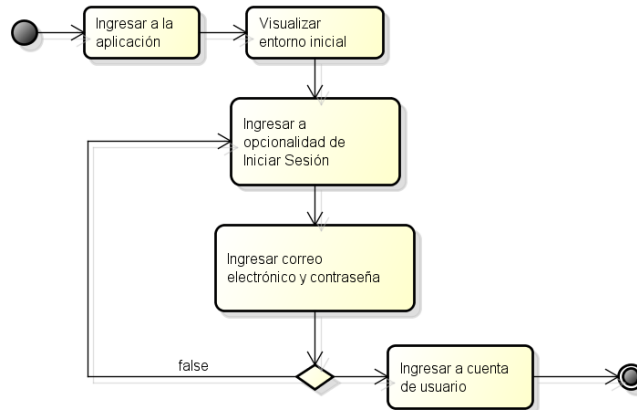 Ingresar a la
aplicación
Visualizar
entorno inicial
Ingresar a
opcionalidad de
Iniciar Sesión
Ingresar correo
electrónico y contraseña
false
Ingresar a cuenta
de usuario